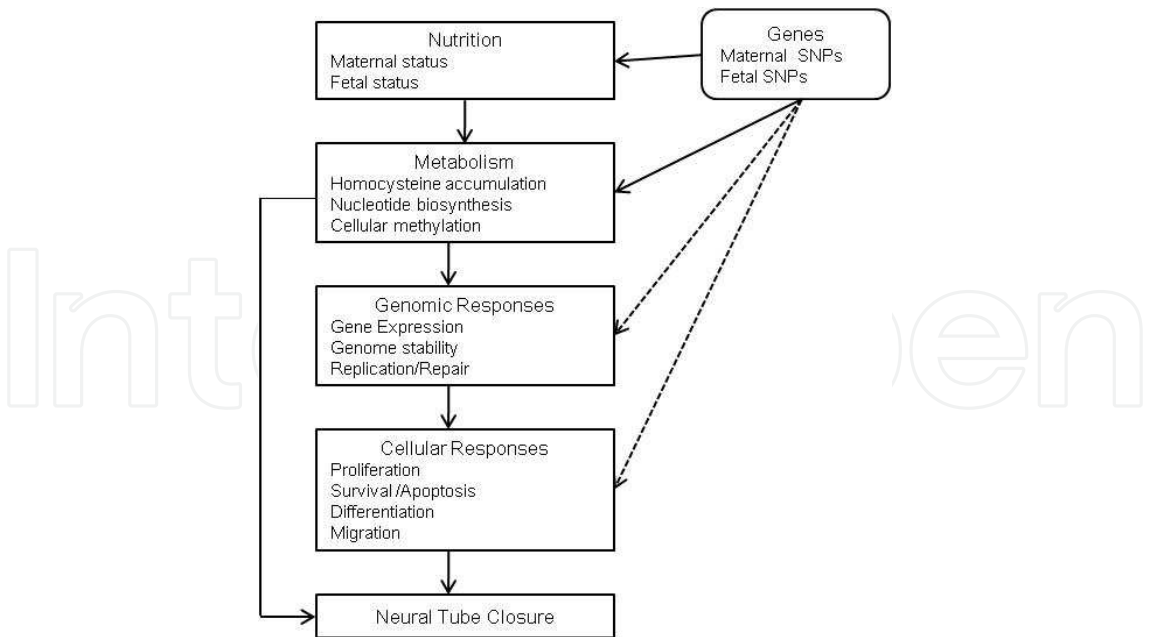 Nutrition
Maternal status
Fetal status
Genes
Maternal SNPs
Fetal SNPs
Metabolism
Homocysteine accumulation
Nucleotide biosynthesis
Cellular methylation
Genomic Responses
Gene Expression
Genome stability
Replication/Repair
Cellular Responses
Proliferation
Survival/Apoptosis
Differentiation
Migration
Neural Tube Closure